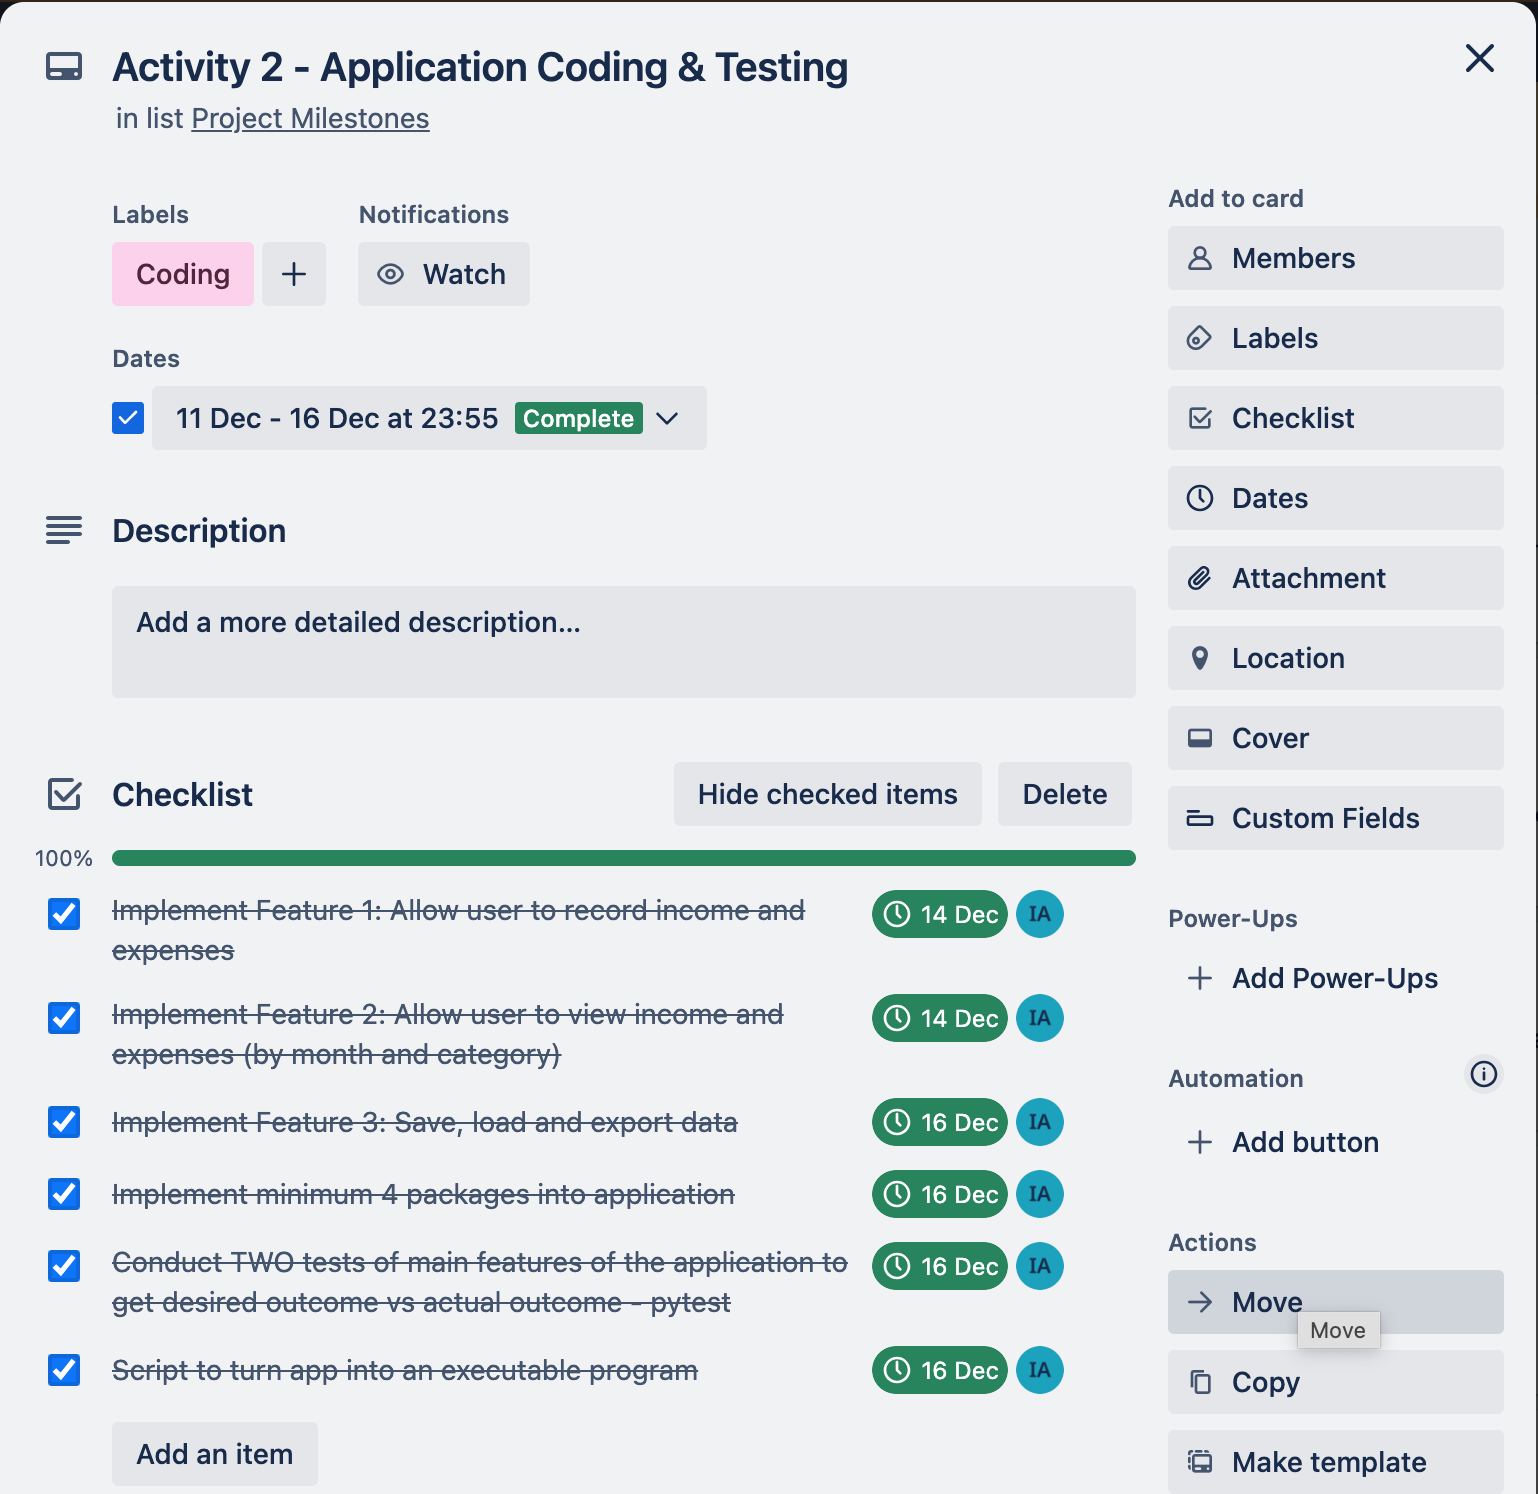 Activity 2 - Application Coding & Testing
in list Project Milestones
Labels
Coding
Notifications
Watch
Dates
11 Dec - 16 Dec at 23:55 Complete
Description
Add a more detailed description...
Checklist
Hide checked items
Delete
100%
Implement Feature 1: Allow user to record income and
expenses
14 Dec IA
Implement Feature 2: Allow user to view income and
expenses (by month and category)
14 Dec IA
Implement Feature 3: Save, load and export data
16 Dec IA
Implement minimum 4 packages into application
16 Dec IA
Conduct TWO tests of main features of the application to
get desired outcome vs actual outcome - pytest
16 Dec IA
Script to turn app into an executable program
16 Dec IA
Add an item
Add to card
Members
Labels
Checklist
Dates
Attachment
Location
Cover
Custom Fields
Power-Ups
Add Power-Ups
Automation
Add button
Actions
Move
Move
Copy
Make template